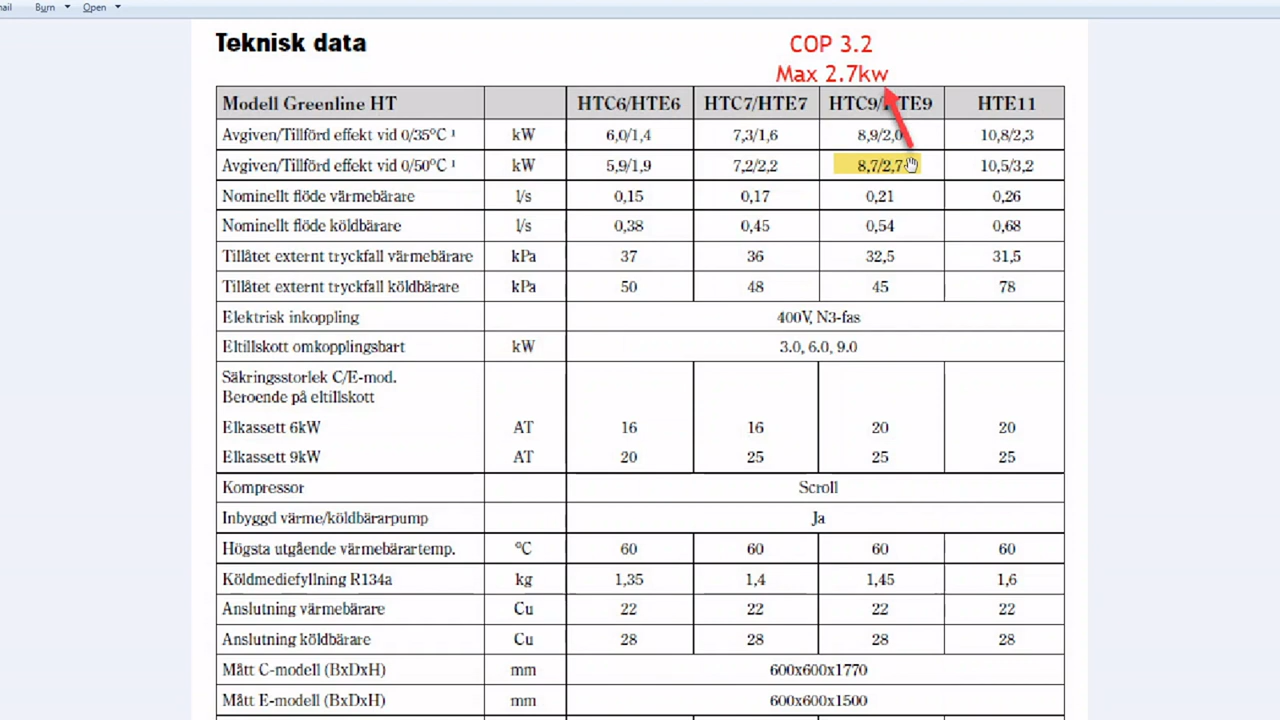 ail Burn Open
Teknisk data
COP 3.2
Max 2.7kw
Modell Greenline HT HTC6/HTE6 HTC7/HTE7 HTC9/HTE9 HTE11
Avgiven/Tillförd effekt vid 0/35°C ¹ kW 6,0/1,4 7,3/1,6 8,9/2,0 10,8/2,3
Avgiven/Tillförd effekt vid 0/50°C ¹ kW 5,9/1,9 7,2/2,2 8,7/2,7 10,5/3,2
Nominellt flöde värmebärare l/s 0,15 0,17 0,21 0,26
Nominellt flöde köldbärare l/s 0,38 0,45 0,54 0,68
Tillåtet externt tryckfall värmebärare kPa 37 36 32,5 31,5
Tillåtet externt tryckfall köldbärare kPa 50 48 45 78
Elektrisk inkoppling 400V, N3-fas
Eltillskott omkopplingsbart kW 3.0, 6.0, 9.0
Säkringsstorlek C/E-mod.
Beroende på eltillskott
Elkassett 6kW AT 16 16 20 20
Elkassett 9kW AT 20 25 25 25
Kompressor Scroll
Inbyggd värme/köldbärarpump Ja
Högsta utgående värmebärartemp. °C 60 60 60 60
Köldmediefyllning R134a kg 1,35 1,4 1,45 1,6
Anslutning värmebärare Cu 22 22 22 22
Anslutning köldbärare Cu 28 28 28 28
Mått C-modell (BxDxH) mm 600x600x1770
Mått E-modell (BxDxH) mm 600x600x1500